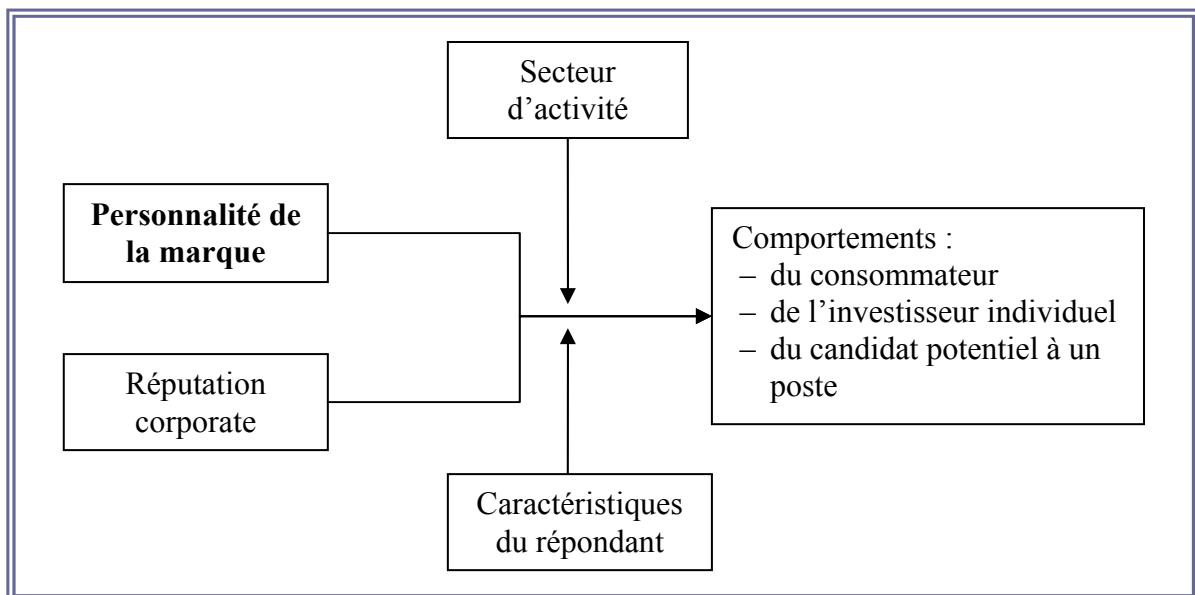 Secteur
d’activité
Personnalité de
la marque
Comportements :
– du consommateur
– de l’investisseur individuel
– du candidat potentiel à un
poste
Réputation
corporate
Caractéristiques
du répondant